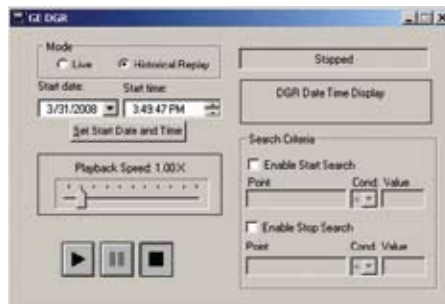 GE DGR
Mode
Live
Historical Replay
Start date:
Start time:
3/31/2008
3:43:47 PM
Set Start Date and Time
Playback Speed: 1.00X
Stopped
DGR Date Time Display
Search Criteria
Enable Start Search
Point
Cond.
Value
Enable Stop Search
Point
Cond.
Value